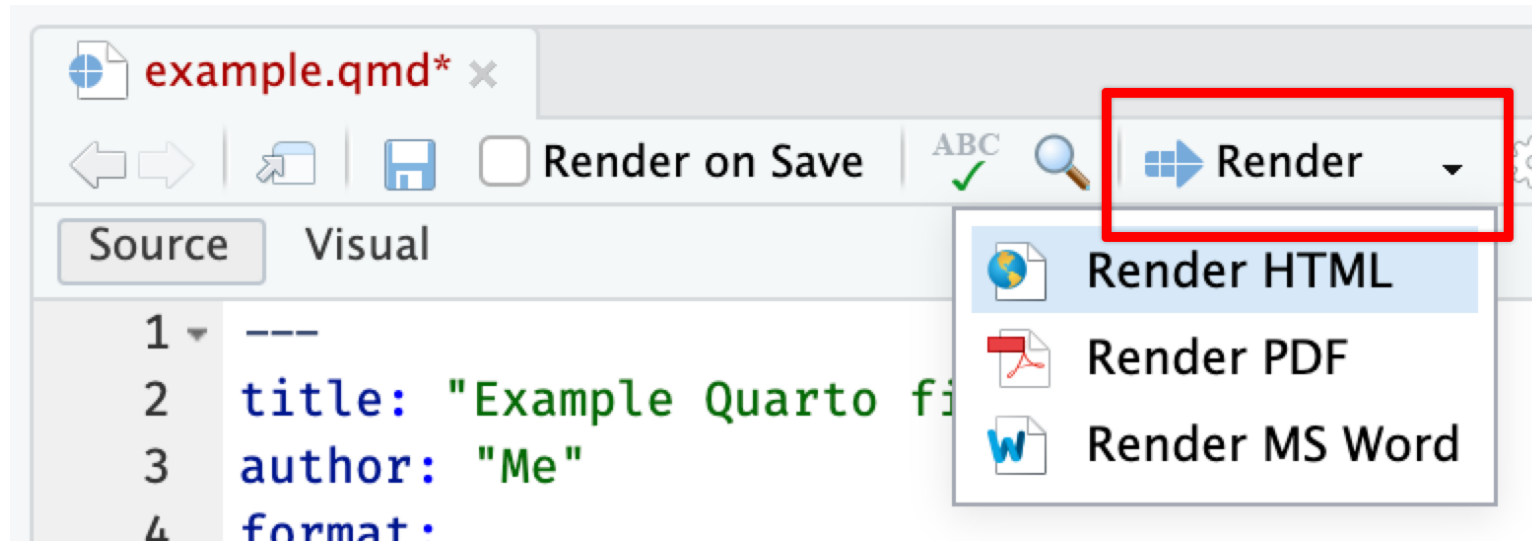 example.qmd*
Render on Save ABC Render
Source Visual
Render HTML
Render PDF
Render MS Word
1 ---
2 title: "Example Quarto fi
3 author: "Me"
4 format: